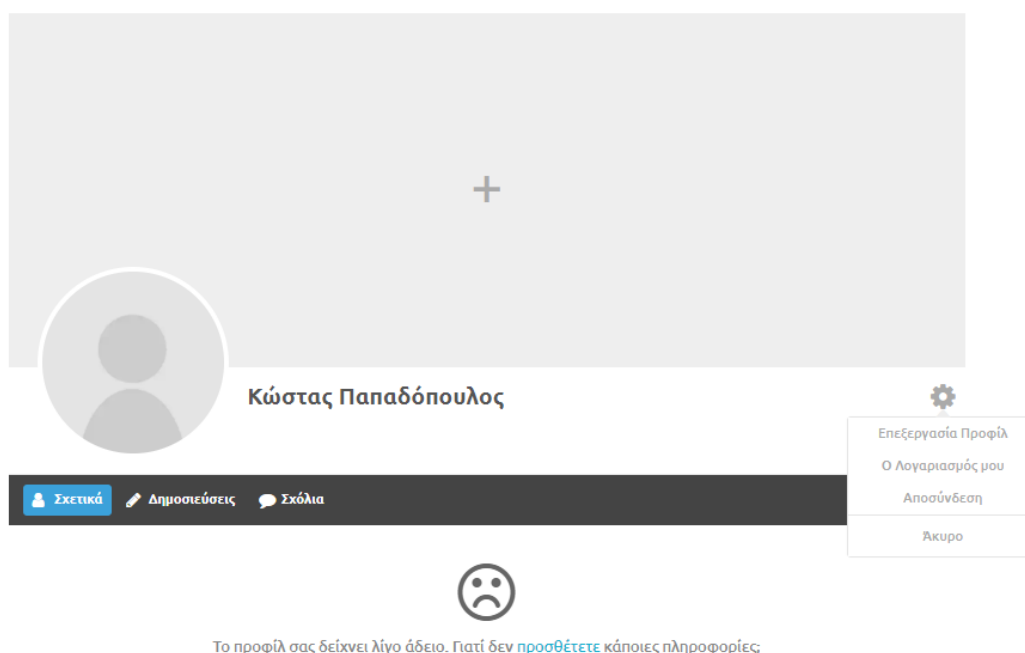 Κώστας Παπαδόπουλος
Επεξεργασία Προφίλ
Ο Λογαριασμός μου
Αποσύνδεση
Άκυρο
Σχετικά Δημοσιεύσεις Σχόλια
Το προφίλ σας δείχνει λίγο άδειο. Γιατί δεν προσθέτετε κάποιες πληροφορίες;